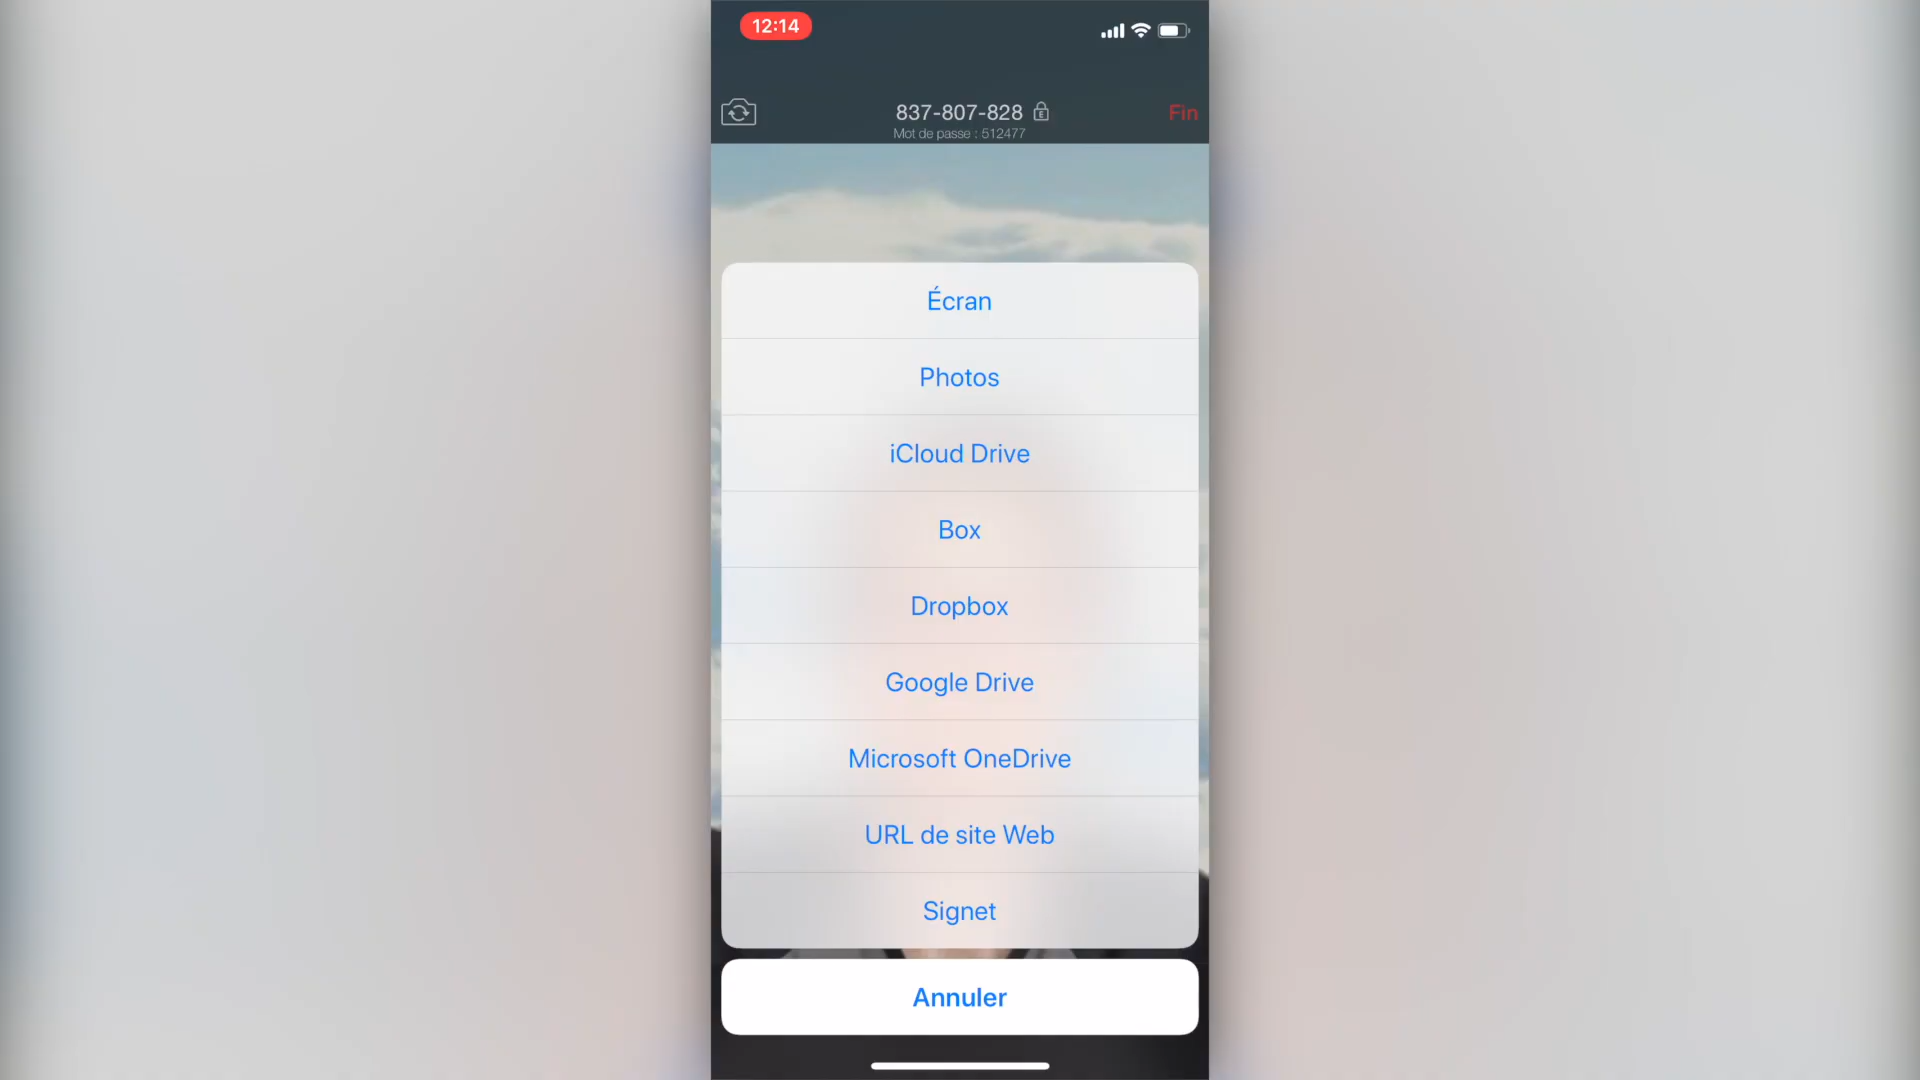 12:14
837-807-828
Fin
Mot de passe : 512477
Écran
Photos
iCloud Drive
Box
Dropbox
Google Drive
Microsoft OneDrive
URL de site Web
Signet
Annuler